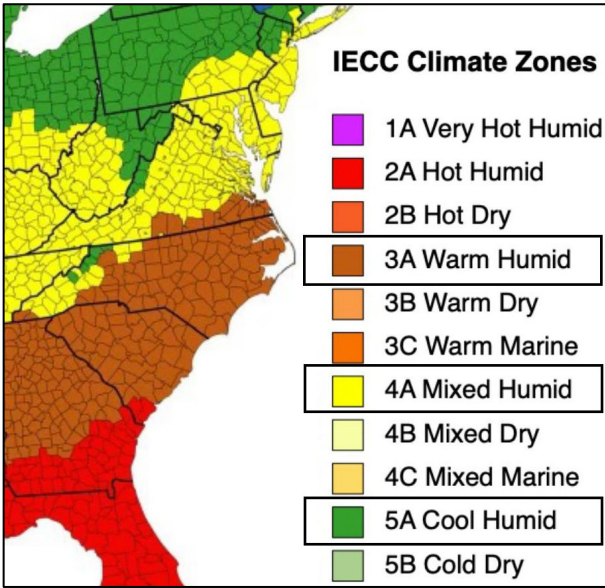 IECC Climate Zones
1A Very Hot Humid
2A Hot Humid
2B Hot Dry
3A Warm Humid
3B Warm Dry
3C Warm Marine
4A Mixed Humid
4B Mixed Dry
4C Mixed Marine
5A Cool Humid
5B Cold Dry